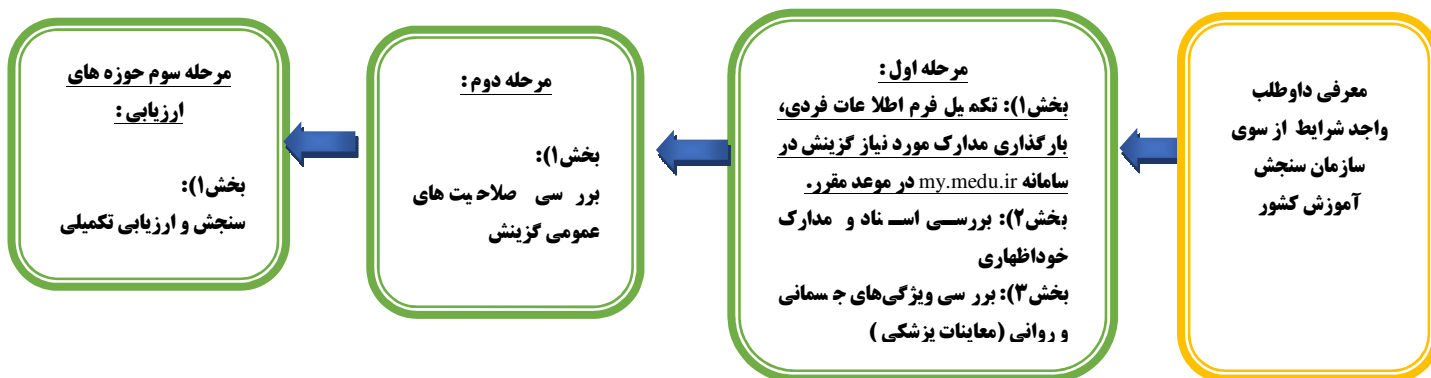 معرفی داوطلب
واجد شرایط از سوی
سازمان سنجش
آموزش کشور
مرحله اول :
بخش۱): تکمیل فرم اطلاعات فردی،
بارگذاری مدارک مورد نیاز گزینش در
سامانه my.medu.ir در موعد مقرر.
بخش۲): بررسی اسناد و مدارک
خوداظهاری
بخش۳): بررسی ویژگی‌های جسمانی
و روانی (معاینات پزشکی )
مرحله دوم :
بخش۱):
بررسی صلاحیت های
عمومی گزینش
مرحله سوم حوزه های
ارزیابی :
بخش۱):
سنجش و ارزیابی تکمیلی